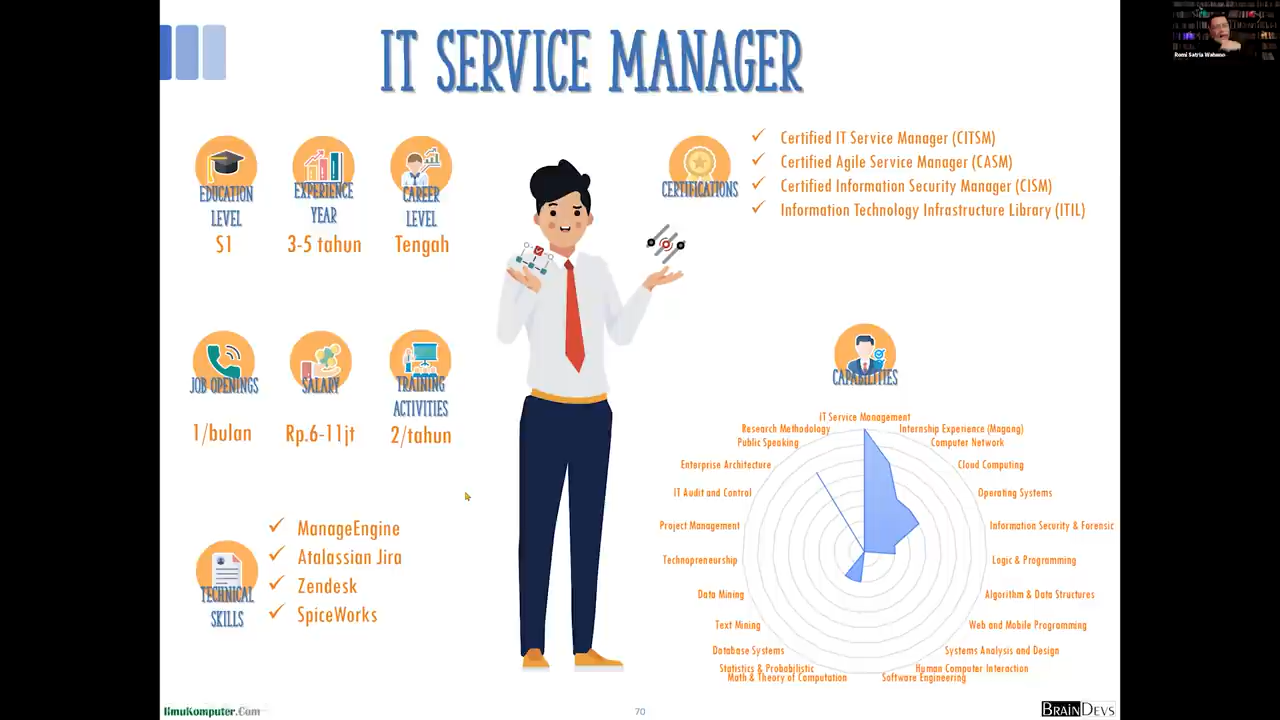 IT SERVICE MANAGER
Romi Satria Wahono
EDUCATION
LEVEL
S1
EXPERIENCE
YEAR
3-5 tahun
CAREER
LEVEL
Tengah
CERTIFICATIONS
Certified IT Service Manager (CITSM)
Certified Agile Service Manager (CASM)
Certified Information Security Manager (CISM)
Information Technology Infrastructure Library (ITIL)
JOB OPENINGS
1/bulan
SALARY
Rp.6-11jt
TRAINING
ACTIVITIES
2/tahun
TECHNICAL
SKILLS
ManageEngine
Atalassian Jira
Zendesk
SpiceWorks
CAPABILITIES
IT Service Management
Internship Experience (Magang)
Computer Network
Cloud Computing
Operating Systems
Information Security & Forensic
Logic & Programming
Algorithm & Data Structures
Web and Mobile Programming
Systems Analysis and Design
Human Computer Interaction
Software Engineering
Math & Theory of Computation
Statistics & Probabilistic
Database Systems
Text Mining
Data Mining
Technopreneurship
Project Management
IT Audit and Control
Enterprise Architecture
Public Speaking
Research Methodology
IlmuKomputer.Com
70
BRAINDEVS